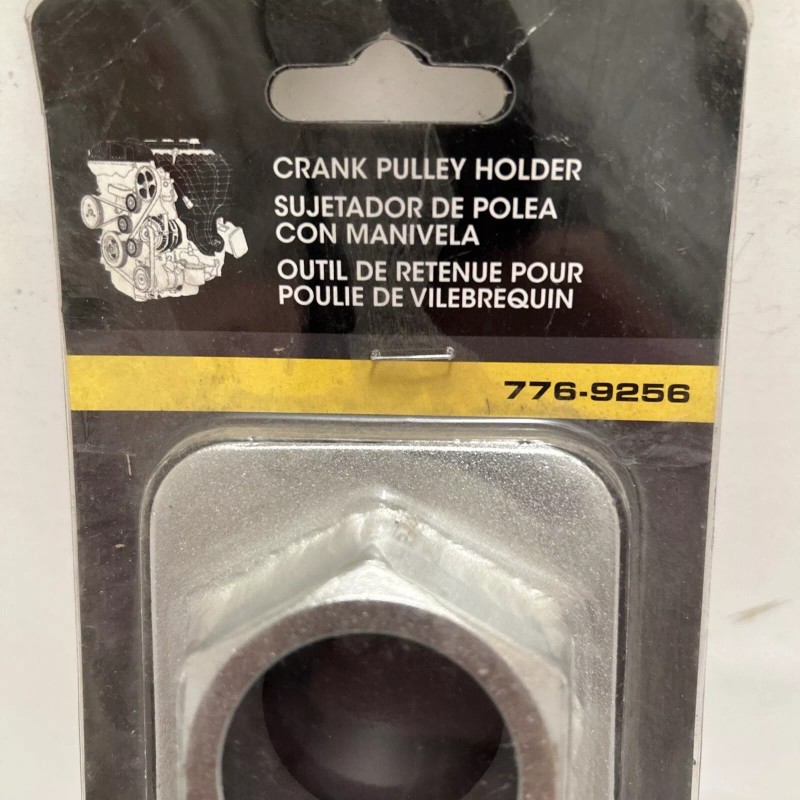 CRANK PULLEY HOLDER
SUJETADOR DE POLEA
CON MANIVELA
OUTIL DE RETENUE POUR
POULIE DE VILEBREQUIN
776-9256